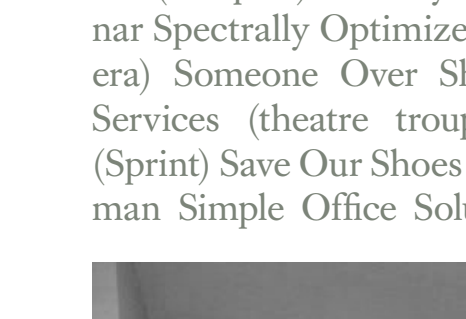 nar Spectrally Optimize
era) Someone Over Sh
Services (theatre troup
(Sprint) Save Our Shoes
man Simple Office Solu